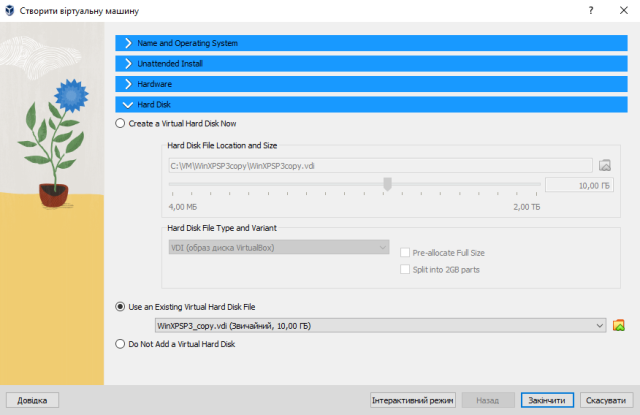 Створити віртуальну машину
Name and Operating System
Unattended Install
Hardware
Hard Disk
Create a Virtual Hard Disk Now
Hard Disk File Location and Size
C:\VM\WinXPSP3copy\WinXPSP3copy.vdi
10,00 ГБ
4,00 МБ 2,00 ТБ
Hard Disk File Type and Variant
VDI (образ диска VirtualBox)
Pre-allocate Full Size
Split into 2GB parts
Use an Existing Virtual Hard Disk File
WinXPSP3_copy.vdi (Звичайний, 10,00 ГБ)
Do Not Add a Virtual Hard Disk
Довідка Інтерактивний режим Назад Закінчити Скасувати